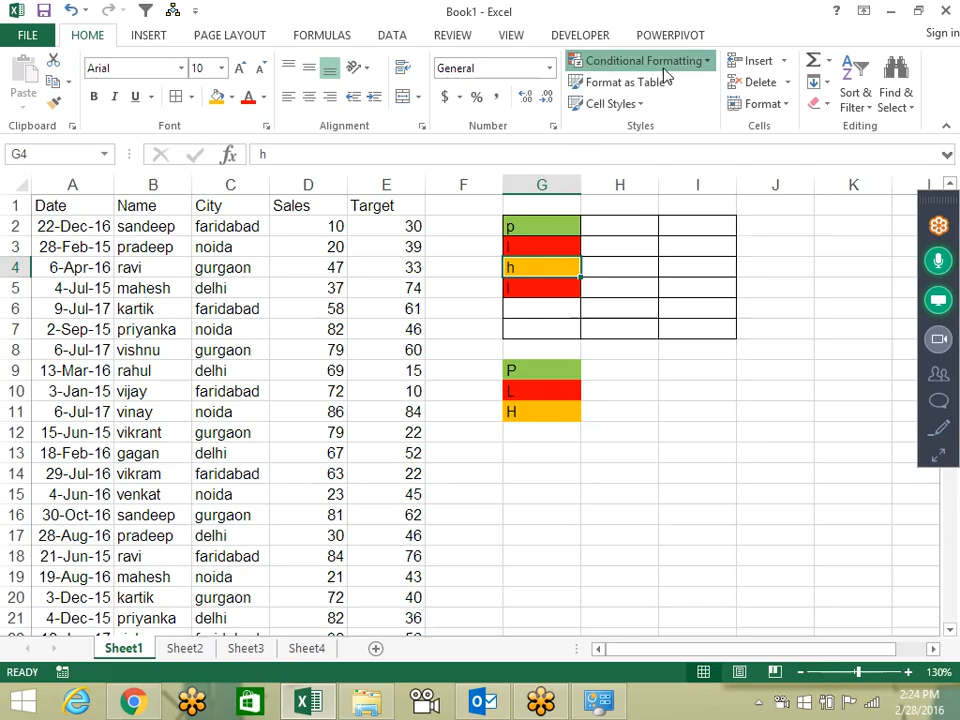 Book1 - Excel
?
Sign in
FILE HOME INSERT PAGE LAYOUT FORMULAS DATA REVIEW VIEW DEVELOPER POWERPIVOT
Paste
Arial 10
B I U A
General
$ % ,
Conditional Formatting
Format as Table
Cell Styles
Insert
Delete
Format
Sort & Filter
Find & Select
Clipboard Font Alignment Number Styles Cells Editing
G4 fx h
A B C D E F G H I J K
1 Date Name City Sales Target
2 22-Dec-16 sandeep faridabad 10 30 p
3 28-Feb-15 pradeep noida 20 39 l
4 6-Apr-16 ravi gurgaon 47 33 h
5 4-Jul-15 mahesh delhi 37 74 l
6 9-Jul-17 kartik faridabad 58 61
7 2-Sep-15 priyanka noida 82 46
8 6-Jul-17 vishnu gurgaon 79 60
9 13-Mar-16 rahul delhi 69 15 P
10 3-Jan-15 vijay faridabad 72 10 L
11 6-Jul-17 vinay noida 86 84 H
12 15-Jun-15 vikrant gurgaon 79 22
13 18-Feb-16 gagan delhi 67 52
14 29-Jul-16 vikram faridabad 63 22
15 4-Jun-16 venkat noida 23 45
16 30-Oct-16 sandeep gurgaon 81 62
17 28-Aug-16 pradeep delhi 30 46
18 21-Jun-15 ravi faridabad 84 76
19 19-Aug-16 mahesh noida 21 43
20 3-Dec-15 kartik gurgaon 72 40
21 4-Dec-15 priyanka delhi 82 36
Sheet1 Sheet2 Sheet3 Sheet4
READY 130%
2:24 PM
2/28/2016